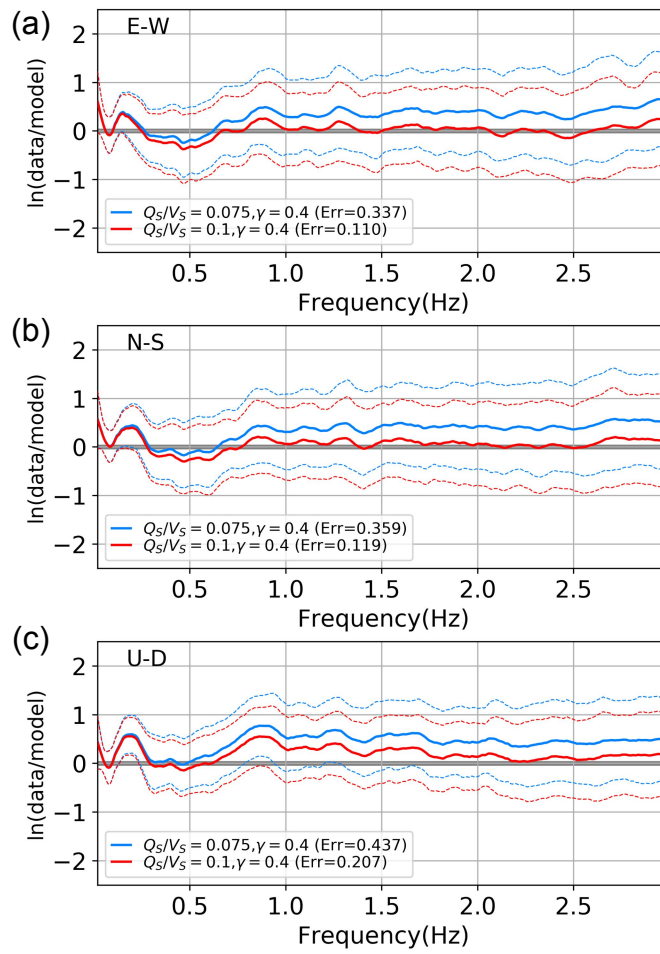 (a)
E-W
ln(data/model)
2
1
0
−1
−2
Q_S/V_S = 0.075,γ = 0.4 (Err=0.337)
Q_S/V_S = 0.1,γ = 0.4 (Err=0.110)
0.5 1.0 1.5 2.0 2.5
Frequency(Hz)
(b)
N-S
ln(data/model)
2
1
0
−1
−2
Q_S/V_S = 0.075,γ = 0.4 (Err=0.359)
Q_S/V_S = 0.1,γ = 0.4 (Err=0.119)
0.5 1.0 1.5 2.0 2.5
Frequency(Hz)
(c)
U-D
ln(data/model)
2
1
0
−1
−2
Q_S/V_S = 0.075,γ = 0.4 (Err=0.437)
Q_S/V_S = 0.1,γ = 0.4 (Err=0.207)
0.5 1.0 1.5 2.0 2.5
Frequency(Hz)